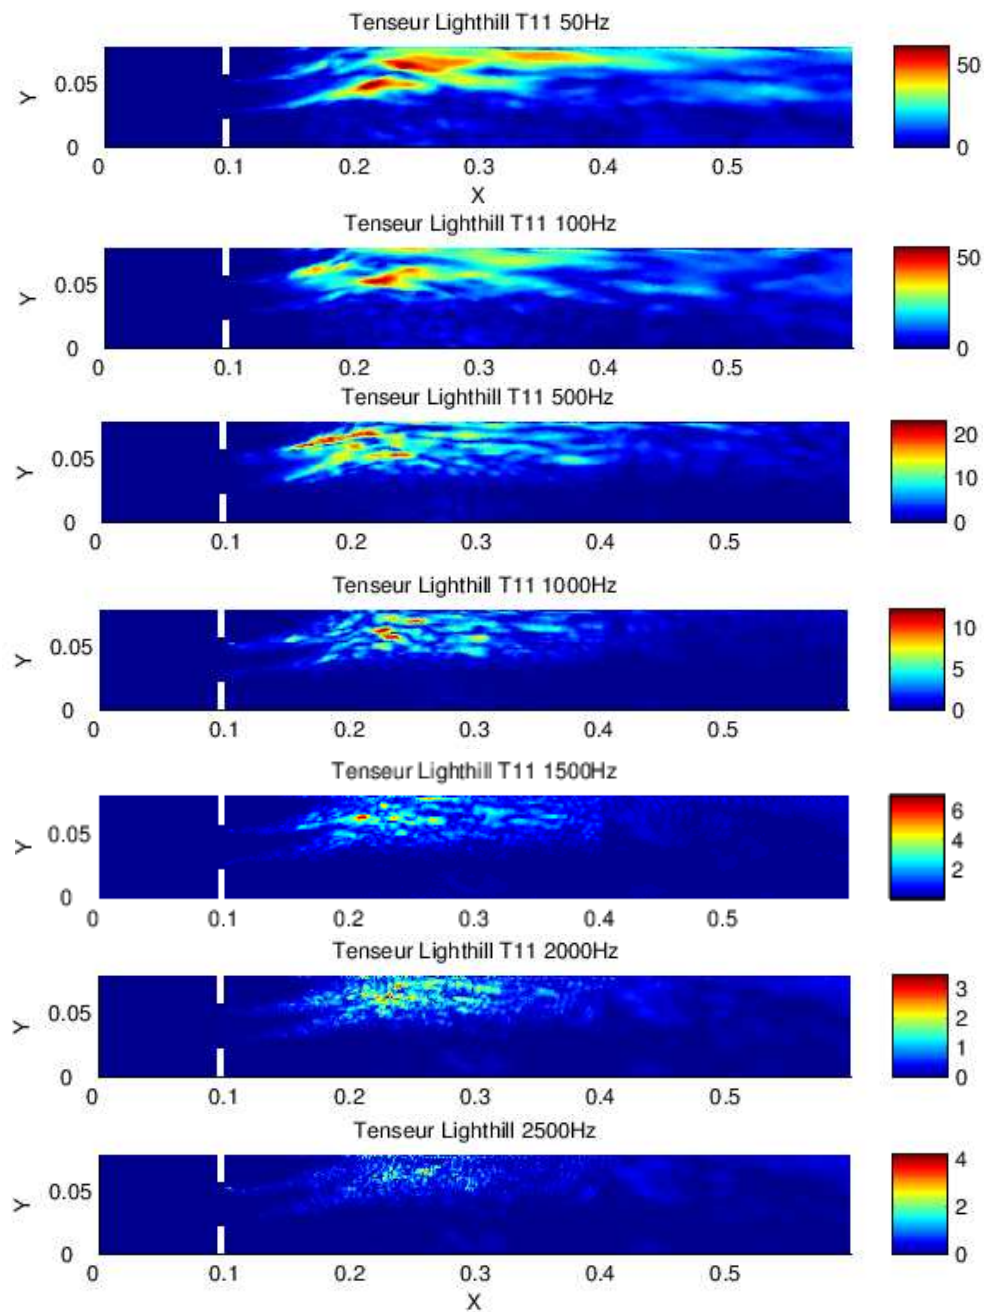 Tenseur Lighthill T11 50Hz
Y
0.05
0
0 0.1 0.2 0.3 0.4 0.5
X
50
0
Tenseur Lighthill T11 100Hz
Y
0.05
0
0 0.1 0.2 0.3 0.4 0.5
50
0
Tenseur Lighthill T11 500Hz
Y
0.05
0
0 0.1 0.2 0.3 0.4 0.5
20
10
0
Tenseur Lighthill T11 1000Hz
Y
0.05
0
0 0.1 0.2 0.3 0.4 0.5
10
5
0
Tenseur Lighthill T11 1500Hz
Y
0.05
0
0 0.1 0.2 0.3 0.4 0.5
6
4
2
Tenseur Lighthill T11 2000Hz
Y
0.05
0
0 0.1 0.2 0.3 0.4 0.5
3
2
1
0
Tenseur Lighthill 2500Hz
Y
0.05
0
0 0.1 0.2 0.3 0.4 0.5
X
4
2
0